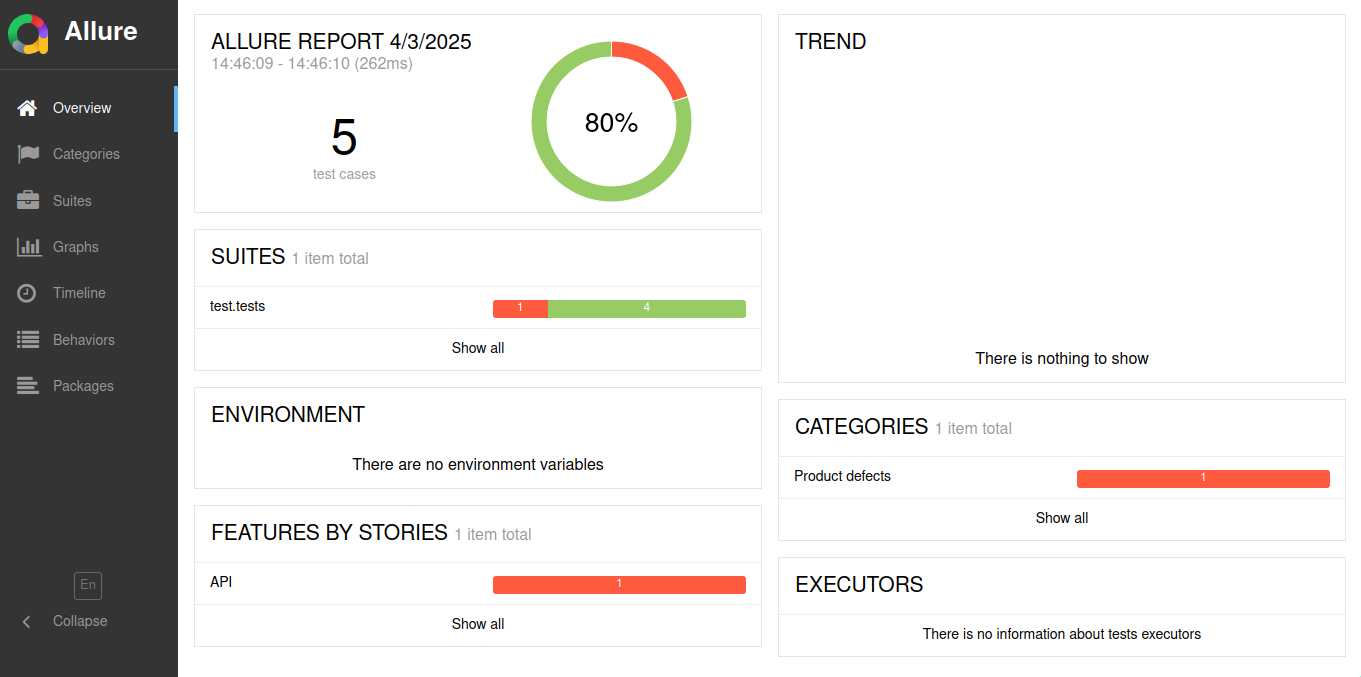 Allure
Overview
Categories
Suites
Graphs
Timeline
Behaviors
Packages
En
Collapse
ALLURE REPORT 4/3/2025
14:46:09 - 14:46:10 (262ms)
5
test cases
80%
SUITES 1 item total
test.tests 1 4
Show all
ENVIRONMENT
There are no environment variables
FEATURES BY STORIES 1 item total
API 1
Show all
TREND
There is nothing to show
CATEGORIES 1 item total
Product defects 1
Show all
EXECUTORS
There is no information about tests executors